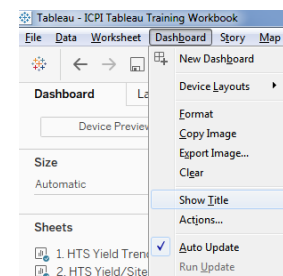 Tableau - ICPI Tableau Training Workbook
File Data Worksheet Dashboard Story Map
New Dashboard
Device Layouts
Format
Copy Image
Export Image...
Clear
Show Title
Actions...
Auto Update
Run Update
Dashboard La
Device Preview
Size
Automatic
Sheets
1. HTS Yield Trend
2. HTS Yield/Site